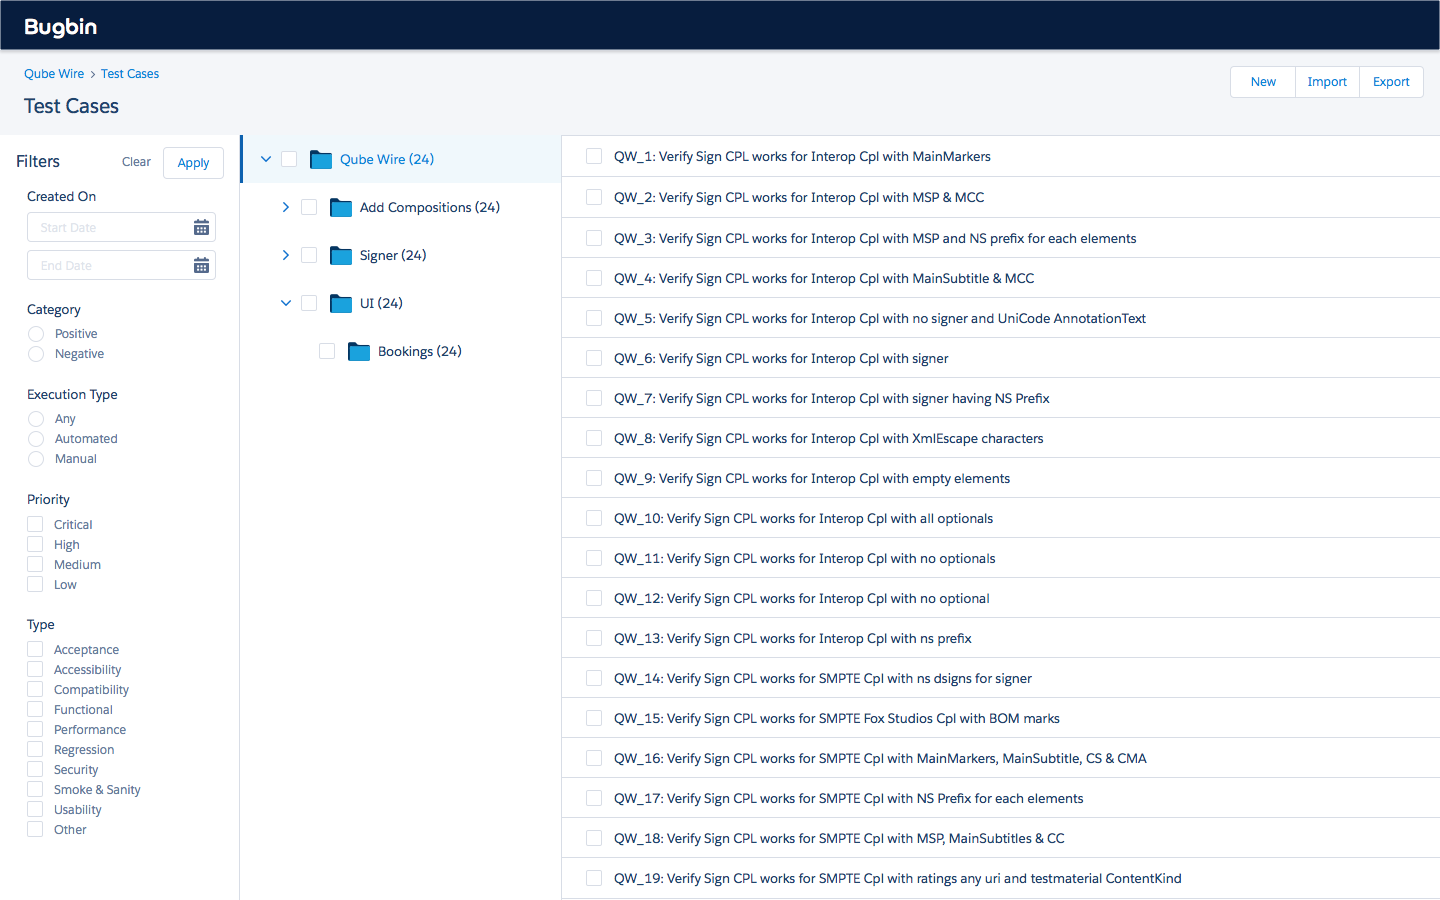 Bugbin
Qube Wire > Test Cases
Test Cases
New
Import
Export
Filters
Clear
Apply
Created On
Start Date
End Date
Category
Positive
Negative
Execution Type
Any
Automated
Manual
Priority
Critical
High
Medium
Low
Type
Acceptance
Accessibility
Compatibility
Functional
Performance
Regression
Security
Smoke & Sanity
Usability
Other
Qube Wire (24)
Add Compositions (24)
Signer (24)
UI (24)
Bookings (24)
QW_1: Verify Sign CPL works for Interop Cpl with MainMarkers
QW_2: Verify Sign CPL works for Interop Cpl with MSP & MCC
QW_3: Verify Sign CPL works for Interop Cpl with MSP and NS prefix for each elements
QW_4: Verify Sign CPL works for Interop Cpl with MainSubtitle & MCC
QW_5: Verify Sign CPL works for Interop Cpl with no signer and UniCode AnnotationText
QW_6: Verify Sign CPL works for Interop Cpl with signer
QW_7: Verify Sign CPL works for Interop Cpl with signer having NS Prefix
QW_8: Verify Sign CPL works for Interop Cpl with XmlEscape characters
QW_9: Verify Sign CPL works for Interop Cpl with empty elements
QW_10: Verify Sign CPL works for Interop Cpl with all optionals
QW_11: Verify Sign CPL works for Interop Cpl with no optionals
QW_12: Verify Sign CPL works for Interop Cpl with no optional
QW_13: Verify Sign CPL works for Interop Cpl with ns prefix
QW_14: Verify Sign CPL works for SMPTE Cpl with ns dsigns for signer
QW_15: Verify Sign CPL works for SMPTE Fox Studios Cpl with BOM marks
QW_16: Verify Sign CPL works for SMPTE Cpl with MainMarkers, MainSubtitle, CS & CMA
QW_17: Verify Sign CPL works for SMPTE Cpl with NS Prefix for each elements
QW_18: Verify Sign CPL works for SMPTE Cpl with MSP, MainSubtitles & CC
QW_19: Verify Sign CPL works for SMPTE Cpl with ratings any uri and testmaterial ContentKind